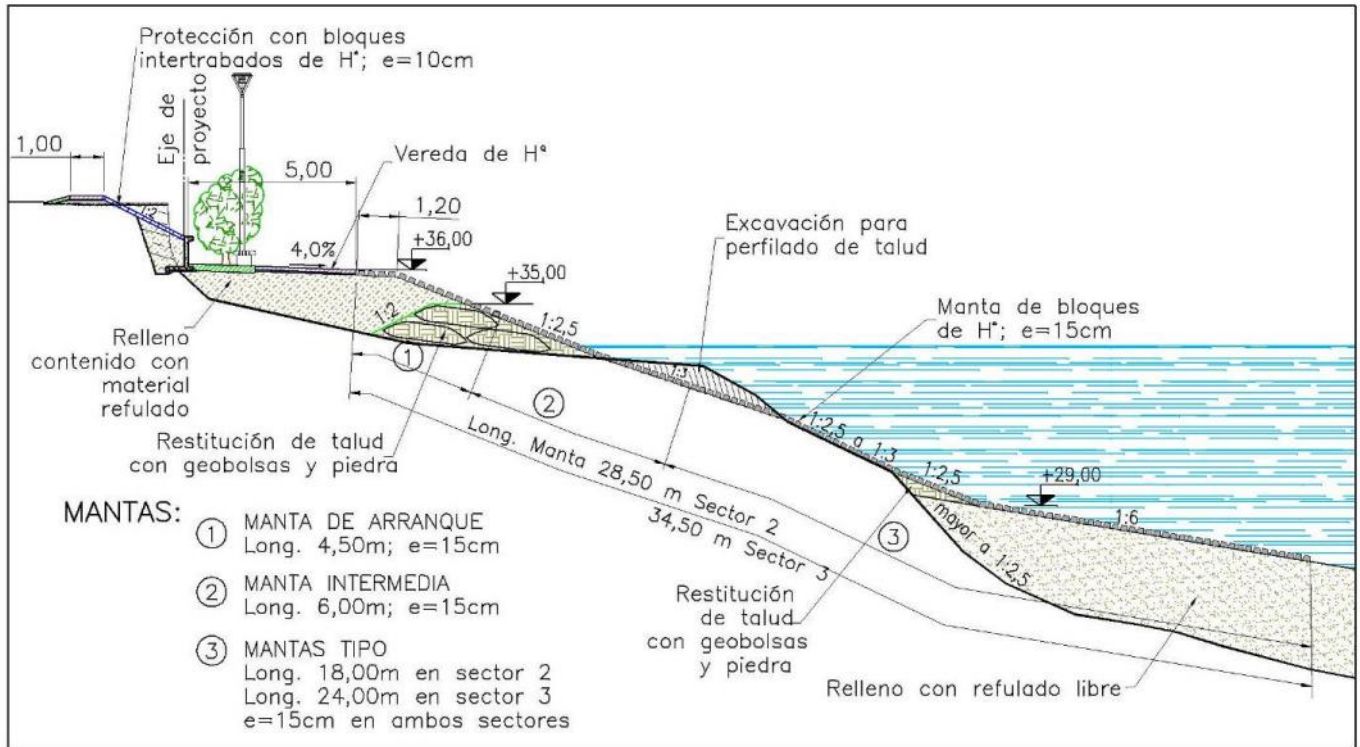 Protección con bloques
intertrabados de H°; e=10cm
Eje de
proyecto
1,00
5,00
Vereda de H°
1,20
4,0%
+36,00
Excavación para
perfilado de talud
+35,00
1:2
1:2,5
Manta de bloques
de H°; e=15cm
Relleno
contenido con
material
refulado
1
1:3
2
1:2,5 a 1:3
1:2,5
+29,00
1:6
Restitución de talud
con geobolsas y piedra
Long. Manta 28,50 m Sector 2
34,50 m Sector 3
3
mayor a 1:2,5
Restitución
de talud
con geobolsas
y piedra
Relleno con refulado libre
MANTAS:
1 MANTA DE ARRANQUE
Long. 4,50m; e=15cm
2 MANTA INTERMEDIA
Long. 6,00m; e=15cm
3 MANTAS TIPO
Long. 18,00m en sector 2
Long. 24,00m en sector 3
e=15cm en ambos sectores